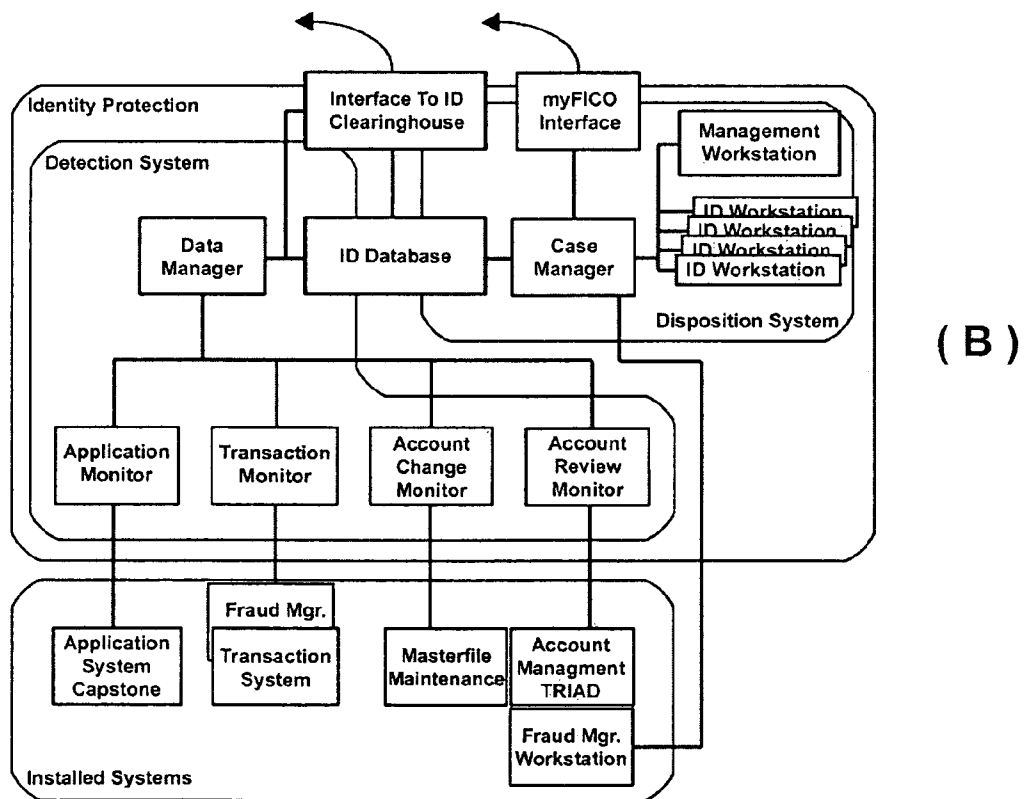 Identity Protection
Interface To ID
Clearinghouse
myFICO
Interface
Management
Workstation
Detection System
ID Workstation
ID Workstation
ID Workstation
ID Workstation
Data
Manager
ID Database
Case
Manager
Disposition System
( B )
Application
Monitor
Transaction
Monitor
Account
Change
Monitor
Account
Review
Monitor
Fraud Mgr.
Application
System
Capstone
Transaction
System
Masterfile
Maintenance
Account
Managment
TRIAD
Fraud Mgr.
Workstation
Installed Systems